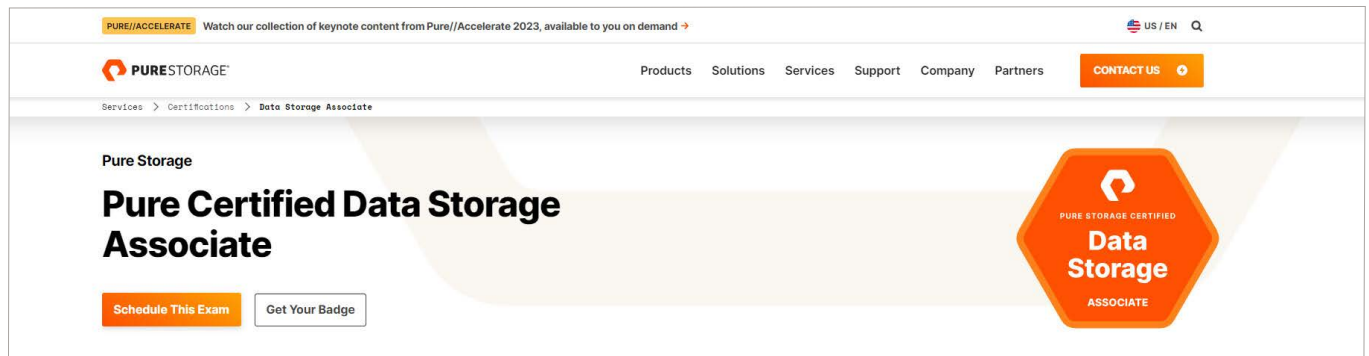 PURE//ACCELERATE Watch our collection of keynote content from Pure//Accelerate 2023, available to you on demand →
US / EN
PURESTORAGE®
Products Solutions Services Support Company Partners CONTACT US
Services > Certifications > Data Storage Associate
Pure Storage
Pure Certified Data Storage
Associate
Schedule This Exam Get Your Badge
PURE STORAGE CERTIFIED
Data
Storage
ASSOCIATE